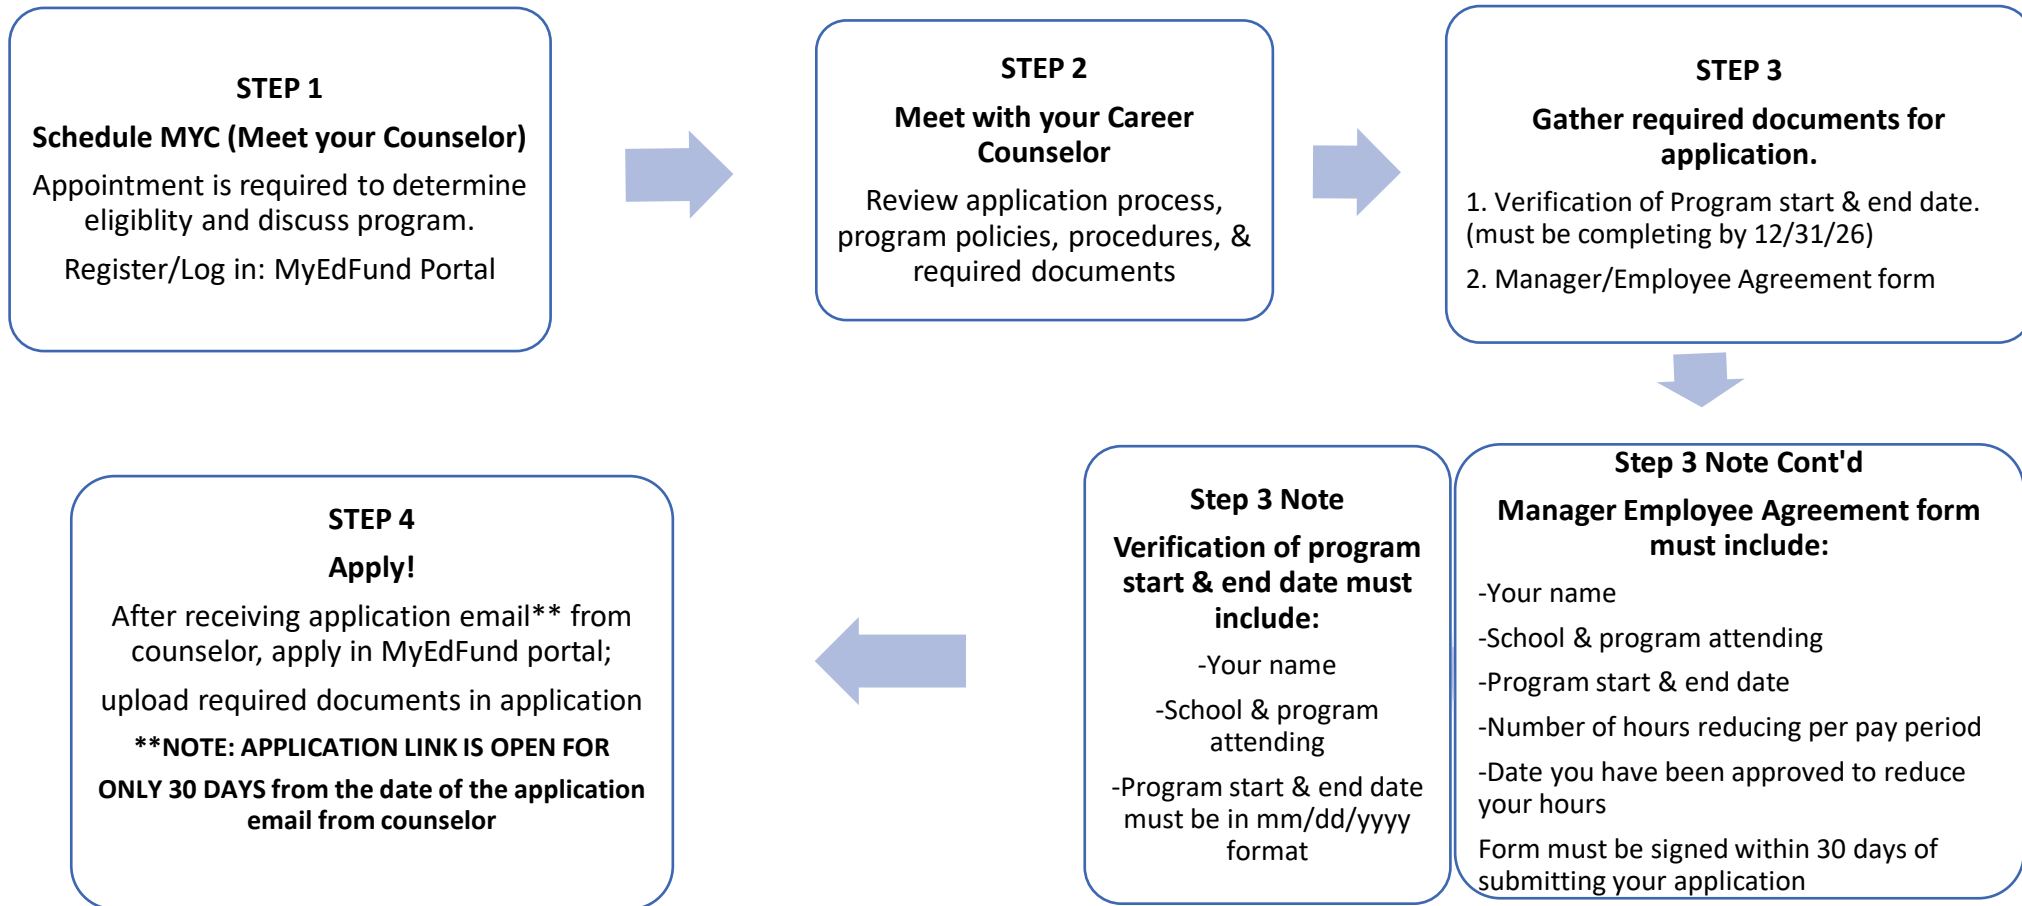 STEP 1
Schedule MYC (Meet your Counselor)
Appointment is required to determine
eligiblity and discuss program.
Register/Log in: MyEdFund Portal
STEP 2
Meet with your Career
Counselor
Review application process,
program policies, procedures, &
required documents
STEP 3
Gather required documents for
application.
1. Verification of Program start & end date.
(must be completing by 12/31/26)
2. Manager/Employee Agreement form
Step 3 Note Cont'd
Manager Employee Agreement form
must include:
-Your name
-School & program attending
-Program start & end date
-Number of hours reducing per pay period
-Date you have been approved to reduce
your hours
Form must be signed within 30 days of
submitting your application
Step 3 Note
Verification of program
start & end date must
include:
-Your name
-School & program
attending
-Program start & end date
must be in mm/dd/yyyy
format
STEP 4
Apply!
After receiving application email** from
counselor, apply in MyEdFund portal;
upload required documents in application
**NOTE: APPLICATION LINK IS OPEN FOR
ONLY 30 DAYS from the date of the application
email from counselor